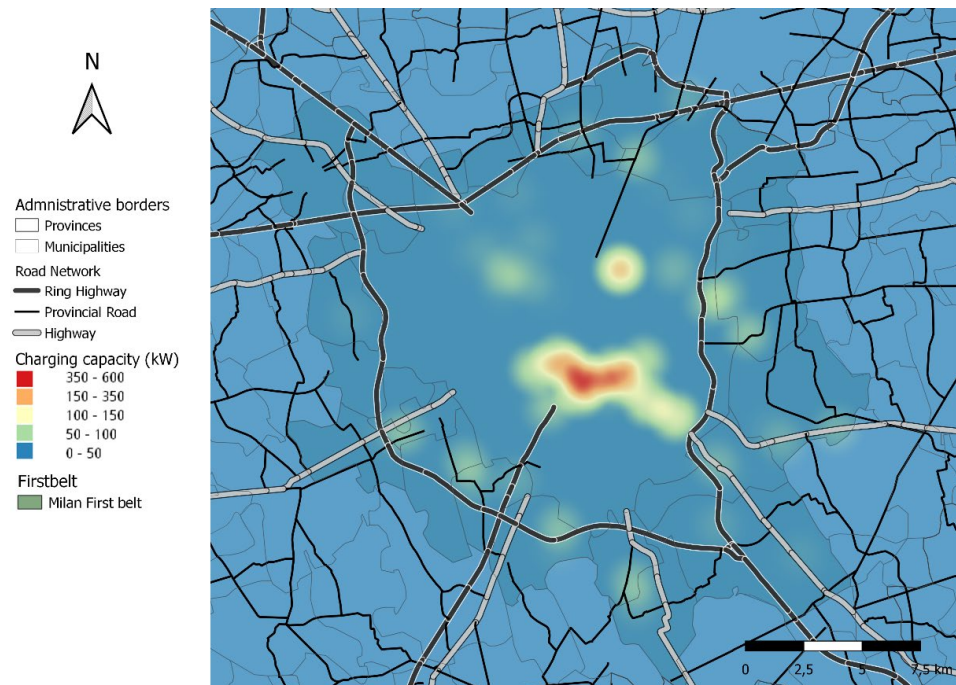 N
Admnistrative borders
Provinces
Municipalities
Road Network
Ring Highway
Provincial Road
Highway
Charging capacity (kW)
350 - 600
150 - 350
100 - 150
50 - 100
0 - 50
Firstbelt
Milan First belt
0 2,5 5 7,5 km